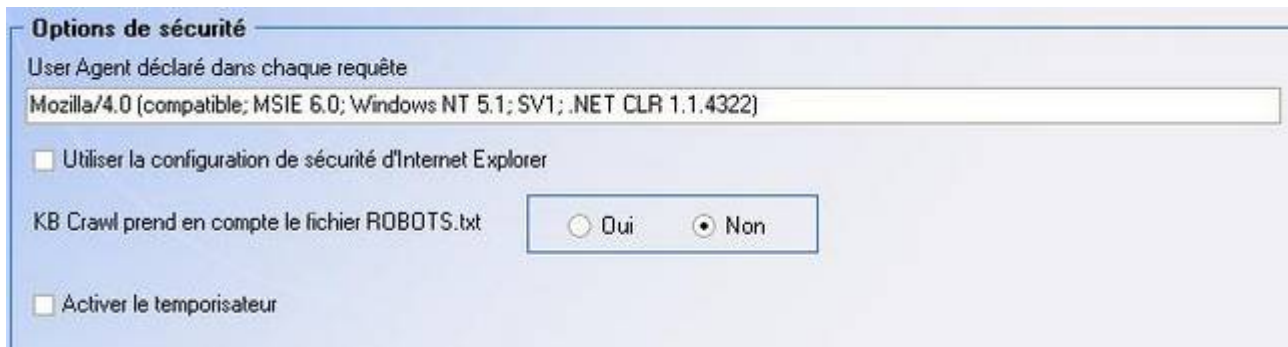 Options de sécurité
User Agent déclaré dans chaque requête
Mozilla/4.0 (compatible; MSIE 6.0; Windows NT 5.1; SV1; .NET CLR 1.1.4322)
Utiliser la configuration de sécurité d'Internet Explorer
KB Crawl prend en compte le fichier ROBOTS.txt Oui Non
Activer le temporisateur